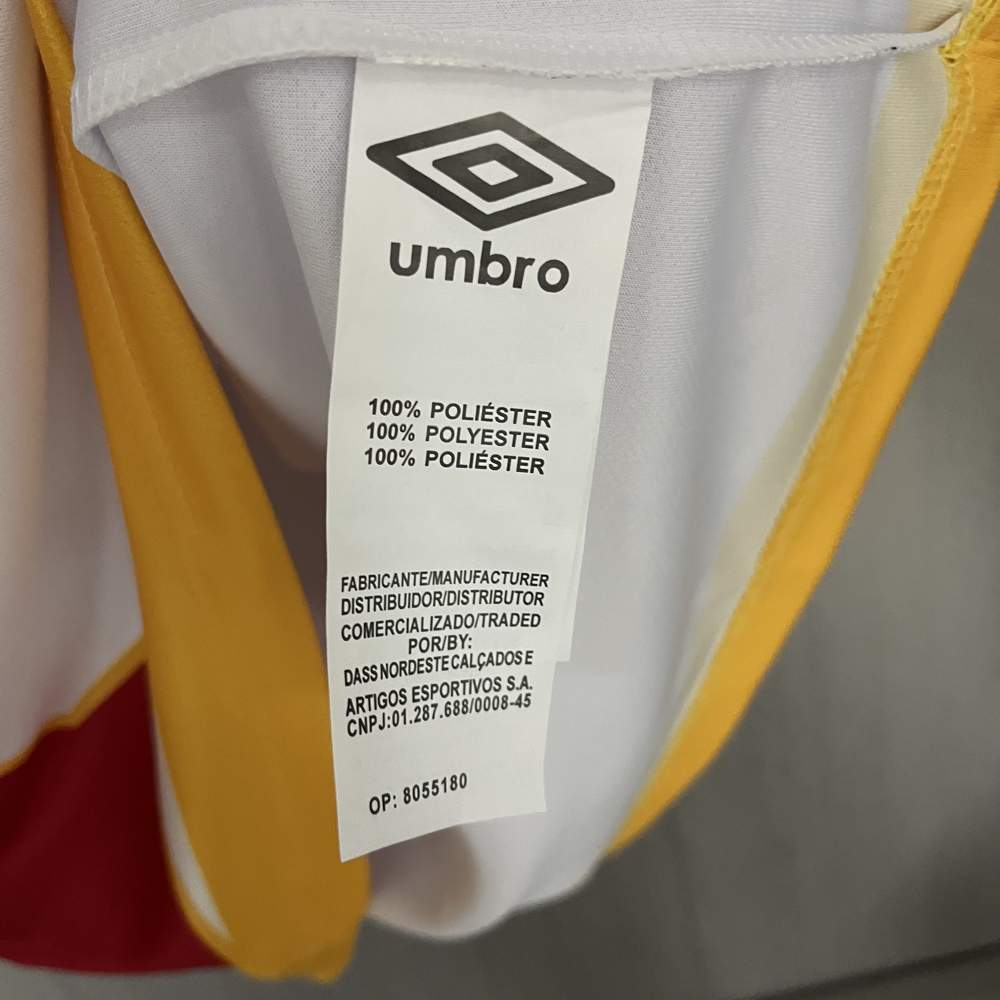 umbro
100% POLIÉSTER
100% POLYESTER
100% POLIÉSTER
FABRICANTE/MANUFACTURER
DISTRIBUIDOR/DISTRIBUTOR
COMERCIALIZADO/TRADED
POR/BY:
DASS NORDESTE CALÇADOS E
ARTIGOS ESPORTIVOS S.A.
CNPJ:01.287.688/0008-45
OP: 8055180